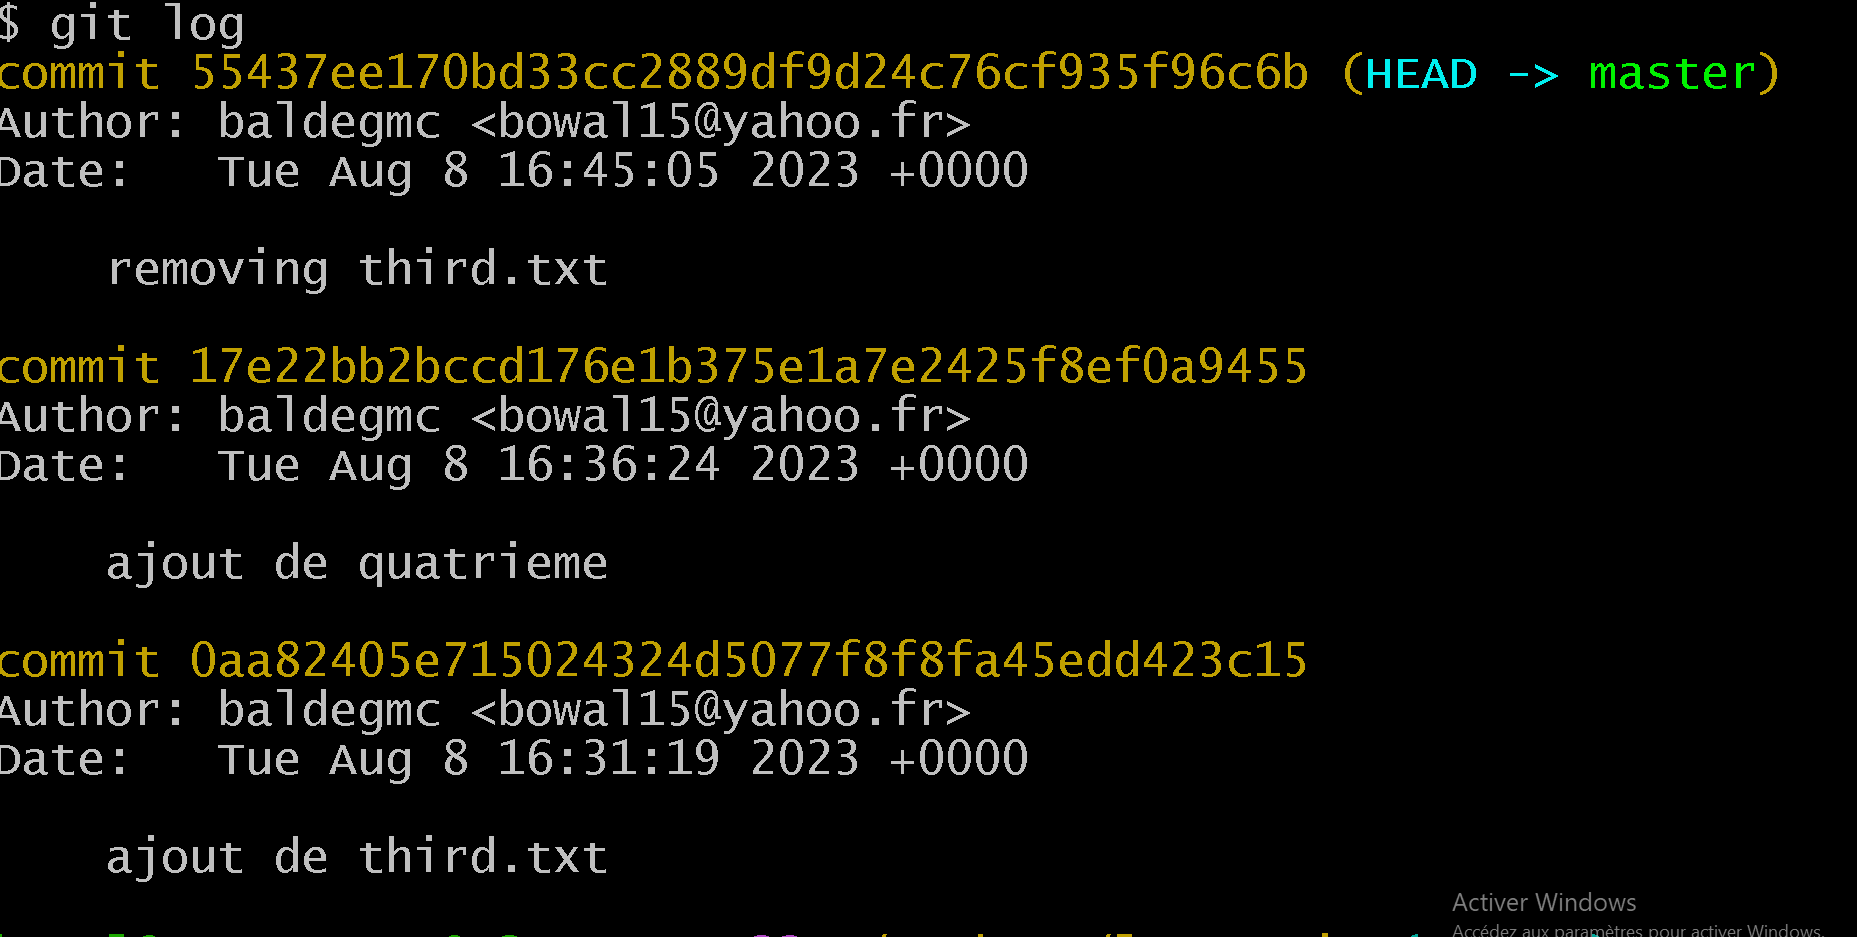 $ git log
commit 55437ee170bd33cc2889df9d24c76cf935f96c6b (HEAD -> master)
Author: baldegmc <bowal15@yahoo.fr>
Date:   Tue Aug 8 16:45:05 2023 +0000
removing third.txt
commit 17e22bb2bccd176e1b375e1a7e2425f8ef0a9455
Author: baldegmc <bowal15@yahoo.fr>
Date:   Tue Aug 8 16:36:24 2023 +0000
ajout de quatrieme
commit 0aa82405e715024324d5077f8f8fa45edd423c15
Author: baldegmc <bowal15@yahoo.fr>
Date:   Tue Aug 8 16:31:19 2023 +0000
ajout de third.txt
Activer Windows
Accédez aux paramètres pour activer Windows.